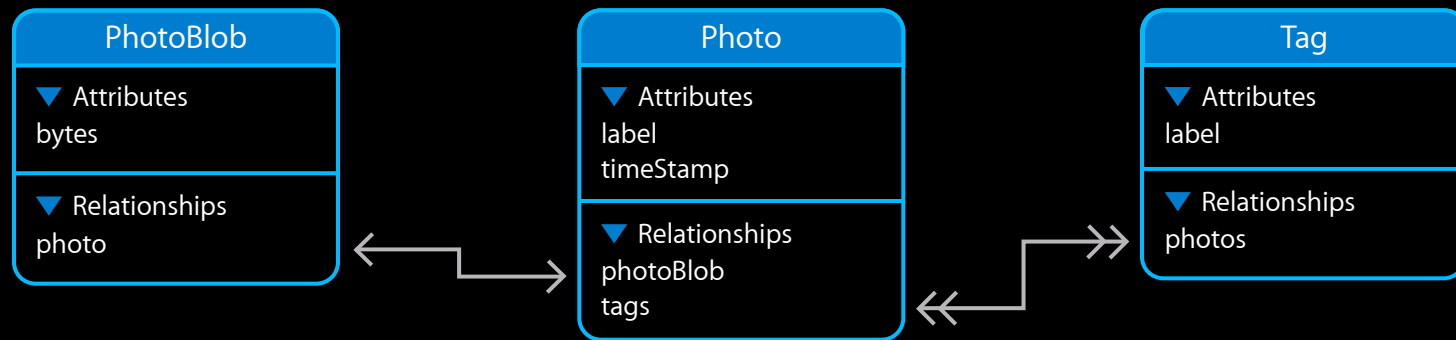 PhotoBlob
Attributes
bytes
Relationships
photo
Photo
Attributes
label
timeStamp
Relationships
photoBlob
tags
Tag
Attributes
label
Relationships
photos